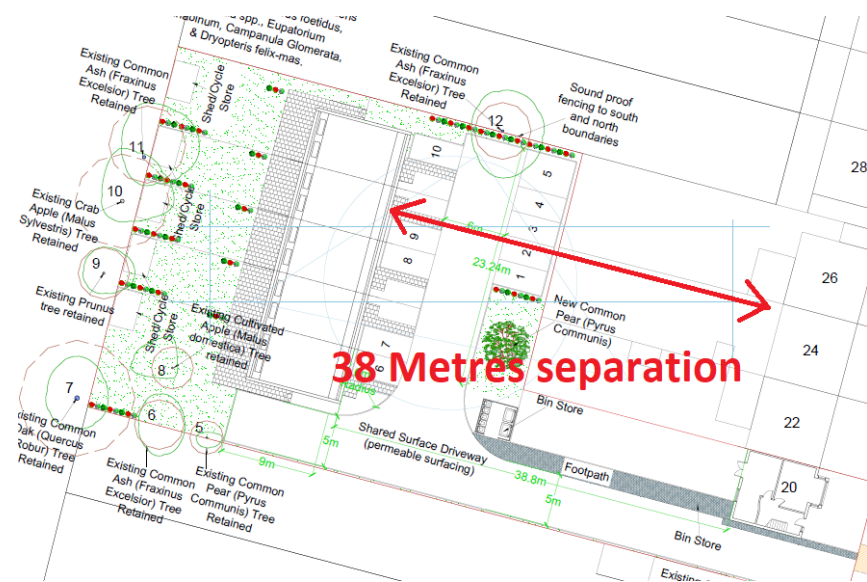 spp., Eupatorium
Campanula Glomerata,
& Dryopteris felix-mas.
Existing Common
Ash (Fraxinus
Excelsior) Tree
Retained
Shed/Cycle
Store
Existing Common
Ash (Fraxinus
Excelsior) Tree
Retained
12
Sound proof
fencing to south
and north
boundaries
11
10
Existing Crab
Apple (Malus
Sylvestris) Tree
Retained
Shed/Cycle
Store
9
Existing Prunus
tree retained
Shed/Cycle
Store
Existing Cultivated
Apple (Malus
domestica) Tree
retained
8
7
6
5
Existing Common
Ash (Fraxinus
Excelsior) Tree
Retained
Existing Common
Pear (Pyrus
Communis) Tree
Retained
Oak (Quercus
Robur) Tree
Retained
10
9
8
7
6
5
4
3
2
1
6m
23.24m
New Common
Pear (Pyrus
Communis)
38 Metres separation
Radius
Bin Store
Shared Surface Driveway
(permeable surfacing)
9m
5m
38.8m
5m
Footpath
Bin Store
28
26
24
22
20
Existing